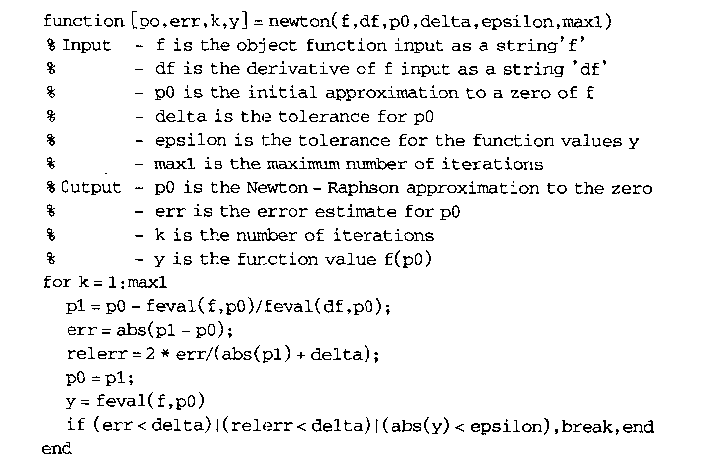 function [po,err,k,y] = newton(f,df,p0,delta,epsilon,max1)
% Input - f is the object function input as a string'f'
% - df is the derivative of f input as a string 'df'
% - p0 is the initial approximation to a zero of f
% - delta is the tolerance for p0
% - epsilon is the tolerance for the function values y
% - max1 is the maximum number of iterations
% Cutput - p0 is the Newton - Raphson approximation to the zero
% - err is the error estimate for p0
% - k is the number of iterations
% - y is the function value f(p0)
for k = 1:max1
p1 = p0 - feval(f,p0)/feval(df,p0);
err = abs(p1 - p0);
relerr = 2 * err/(abs(p1) + delta);
p0 = p1;
y = feval(f,p0)
if (err < delta)|(relerr < delta)|(abs(y) < epsilon),break,end
end